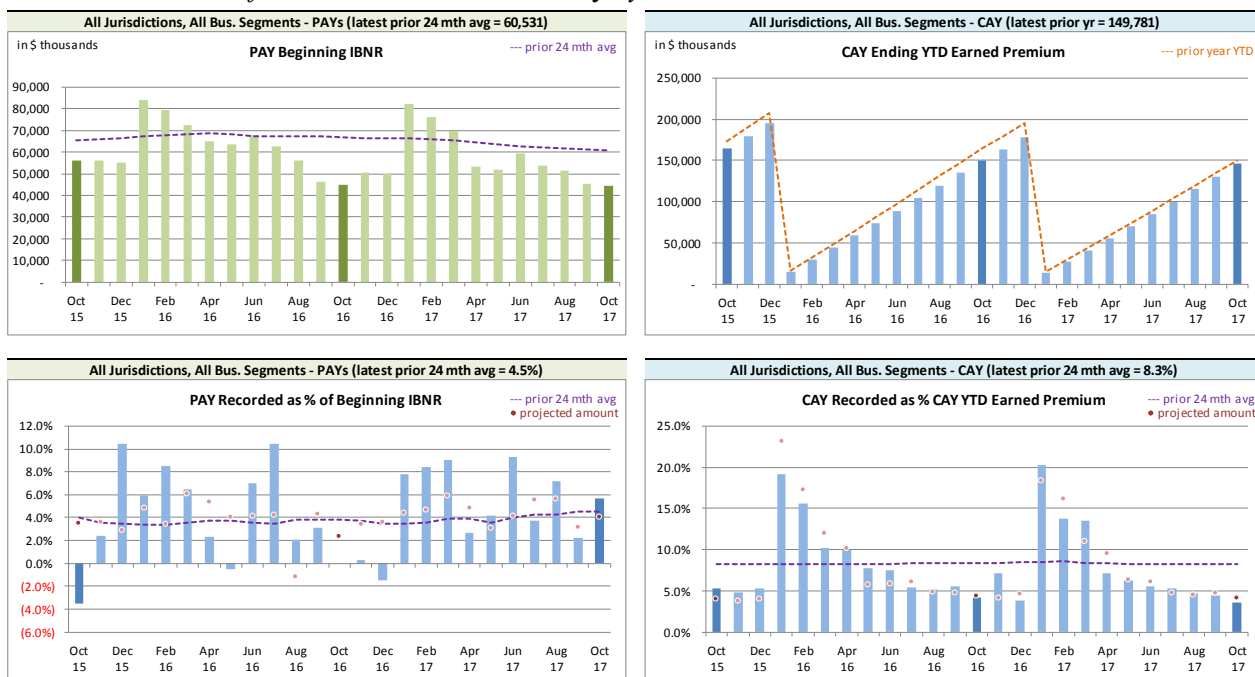 All Jurisdictions, All Bus. Segments - PAYs (latest prior 24 mth avg = 60,531)
in $ thousands
PAY Beginning IBNR
--- prior 24 mth avg
90,000
80,000
70,000
60,000
50,000
40,000
30,000
20,000
10,000
-
Oct Dec Feb Apr Jun Aug Oct Dec Feb Apr Jun Aug Oct
15 15 16 16 16 16 16 16 17 17 17 17 17
All Jurisdictions, All Bus. Segments - CAY (latest prior yr = 149,781)
in $ thousands
CAY Ending YTD Earned Premium
--- prior year YTD
250,000
200,000
150,000
100,000
50,000
-
Oct Dec Feb Apr Jun Aug Oct Dec Feb Apr Jun Aug Oct
15 15 16 16 16 16 16 16 17 17 17 17 17
All Jurisdictions, All Bus. Segments - PAYs (latest prior 24 mth avg = 4.5%)
PAY Recorded as % of Beginning IBNR
--- prior 24 mth avg
• projected amount
12.0%
10.0%
8.0%
6.0%
4.0%
2.0%
0.0%
(2.0%)
(4.0%)
(6.0%)
Oct Dec Feb Apr Jun Aug Oct Dec Feb Apr Jun Aug Oct
15 15 16 16 16 16 16 16 17 17 17 17 17
All Jurisdictions, All Bus. Segments - CAY (latest prior 24 mth avg = 8.3%)
CAY Recorded as % CAY YTD Earned Premium
--- prior 24 mth avg
• projected amount
25.0%
20.0%
15.0%
10.0%
5.0%
0.0%
Oct Dec Feb Apr Jun Aug Oct Dec Feb Apr Jun Aug Oct
15 15 16 16 16 16 16 16 17 17 17 17 17